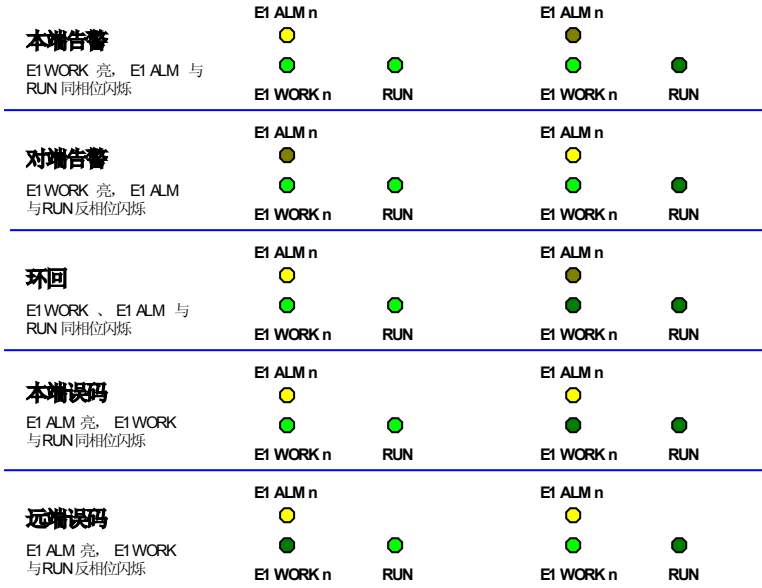 E1 ALM n E1 ALM n
本端告警
E1 WORK 亮， E1 ALM 与
RUN 同相位闪烁
E1 WORK n RUN E1 WORK n RUN
E1 ALM n E1 ALM n
对端告警
E1 WORK 亮， E1 ALM
与RUN 反相位闪烁
E1 WORK n RUN E1 WORK n RUN
E1 ALM n E1 ALM n
环回
E1 WORK 、 E1 ALM 与
RUN 同相位闪烁
E1 WORK n RUN E1 WORK n RUN
E1 ALM n E1 ALM n
本端误码
E1 ALM 亮， E1 WORK
与RUN 同相位闪烁
E1 WORK n RUN E1 WORK n RUN
E1 ALM n E1 ALM n
远端误码
E1 ALM 亮， E1 WORK
与RUN 反相位闪烁
E1 WORK n RUN E1 WORK n RUN